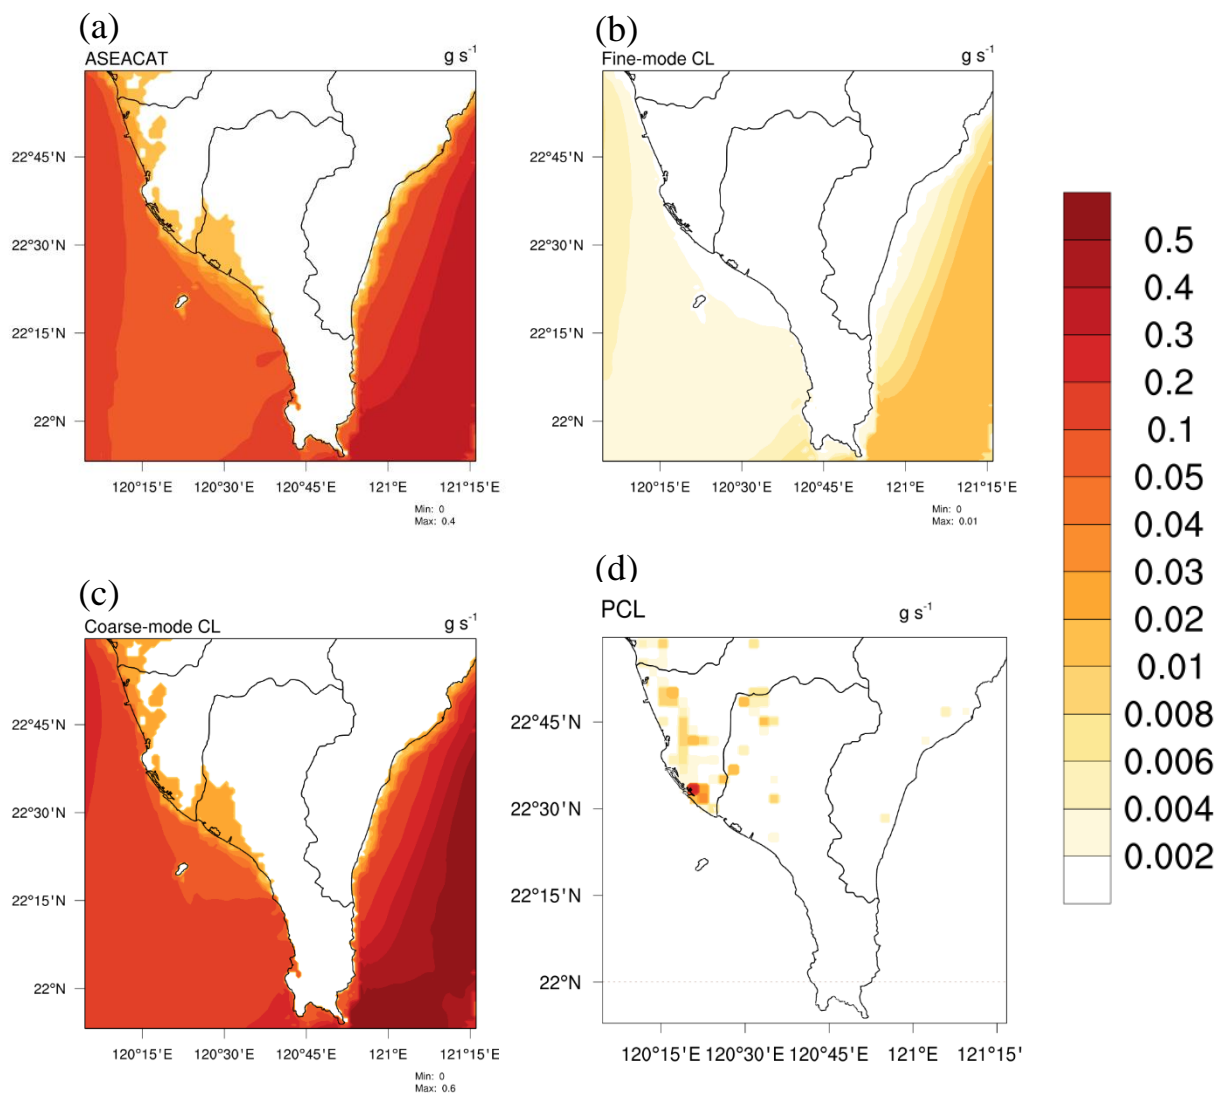 (a)
ASEACAT g s⁻¹
22°45'N
22°30'N
22°15'N
22°N
120°15'E 120°30'E 120°45'E 121°E 121°15'E
Min: 0
Max: 0.4
(b)
Fine-mode CL g s⁻¹
22°45'N
22°30'N
22°15'N
22°N
120°15'E 120°30'E 120°45'E 121°E 121°15'E
Min: 0
Max: 0.01
(c)
Coarse-mode CL g s⁻¹
22°45'N
22°30'N
22°15'N
22°N
120°15'E 120°30'E 120°45'E 121°E 121°15'E
Min: 0
Max: 0.6
(d)
PCL g s⁻¹
22°45'N
22°30'N
22°15'N
22°N
120°15'E 120°30'E 120°45'E 121°E 121°15'
0.5
0.4
0.3
0.2
0.1
0.05
0.04
0.03
0.02
0.01
0.008
0.006
0.004
0.002